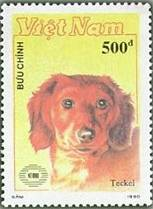 Việt Nam
500đ
BƯU CHÍNH
Teckel
1990